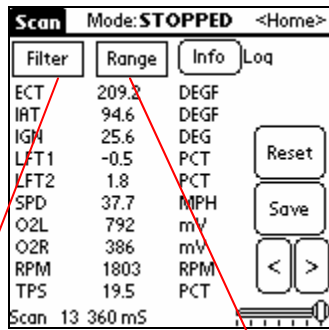 Scan Mode: STOPPED <Home>
Filter Range Info Log
ECT 209.2 DEGF
IAT 94.6 DEGF
IGN 25.6 DEG
LFT1 -0.5 PCT
LFT2 1.8 PCT
SPD 37.7 MPH
O2L 792 mV
O2R 386 mV
RPM 1803 RPM
TPS 19.5 PCT
Reset
Save
< >
Scan 13 360 mS